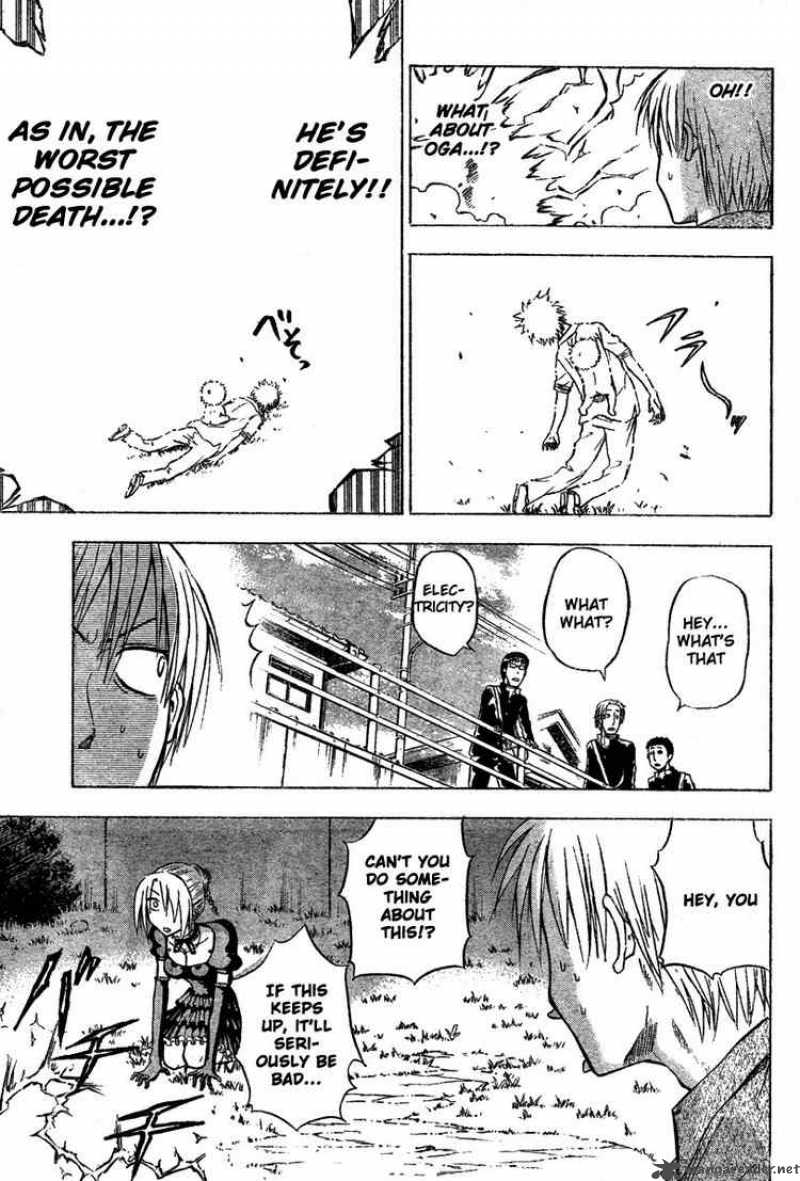 OH!!
WHAT
ABOUT
OGA...!?
HE'S
DEFI-
NITELY!!
AS IN, THE
WORST
POSSIBLE
DEATH...!?
べそっ
HEY...
WHAT'S
THAT
WHAT
WHAT?
ELEC-
TRICITY?
HEY, YOU
CAN'T YOU
DO SOME-
THING
ABOUT
THIS!?
IF THIS
KEEPS
UP, IT'LL
SERI-
OUSLY BE
BAD...
mangareader.net